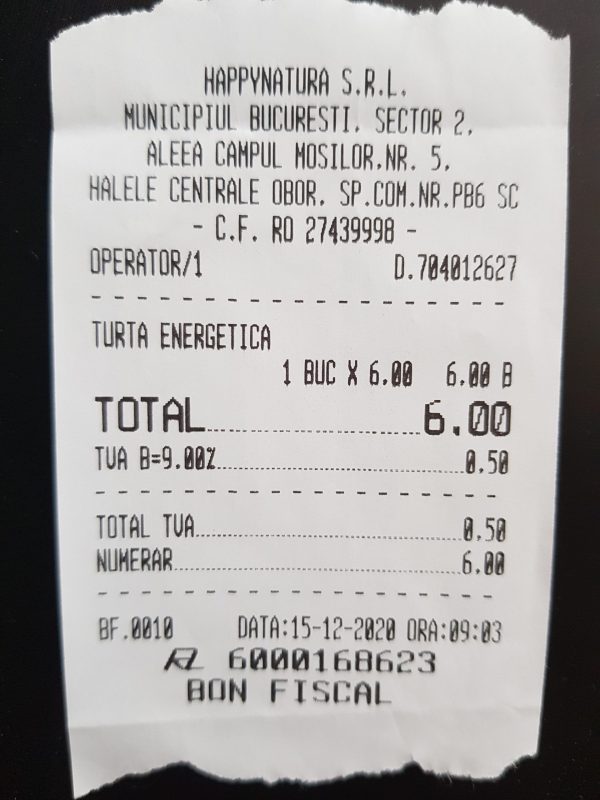 HAPPYNATURA S.R.L.
MUNICIPIUL BUCURESTI. SECTOR 2.
ALEEA CAMPUL MOSILOR.NR. 5.
HALELE CENTRALE OBOR. SP.COM.NR.PB6 SC
- C.F. RO 27439998 -
OPERATOR/1 D.704012627
TURTA ENERGETICA
1 BUC X 6.00 6.00 B
TOTAL 6.00
TVA B=9.00% 0.50
TOTAL TVA 0.50
NUMERAR 6.00
BF.0010 DATA:15-12-2020 ORA:09:03
6000168623
BON FISCAL